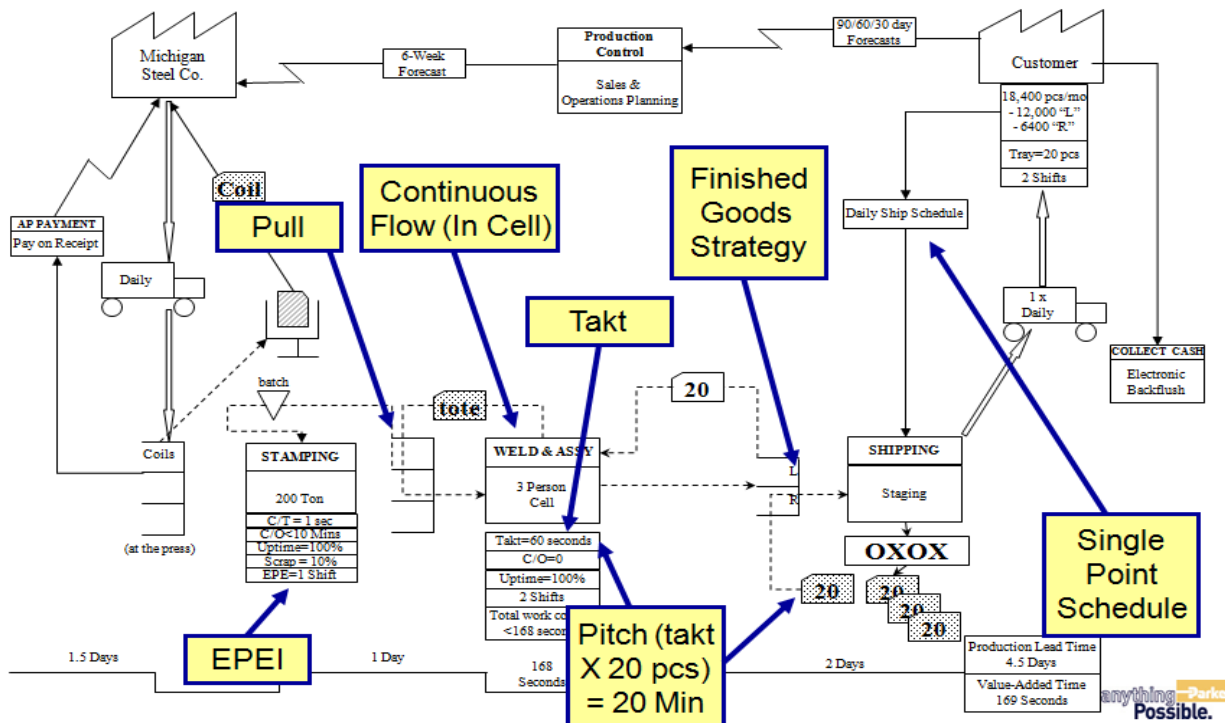 Michigan
Steel Co.
6-Week
Forecast
Production
Control
Sales &
Operations Planning
90/60/30 day
Forecasts
Customer
18,400 pcs/mo
- 12,000 “L”
- 6400 “R”
Tray=20 pcs
2 Shifts
Coil
AP PAYMENT
Pay on Receipt
Daily
Pull
Continuous
Flow (In Cell)
Finished
Goods
Strategy
Daily Ship Schedule
1 x
Daily
Takt
COLLECT CASH
Electronic
Backflush
batch
tote
20
Coils
(at the press)
STAMPING
200 Ton
C/T = 1 sec
C/O<10 Mins
Uptime=100%
Scrap = 10%
EPE=1 Shift
WELD & ASSY
3 Person
Cell
Takt=60 seconds
C/O=0
Uptime=100%
2 Shifts
Total work co
<168 secon
L
R
SHIPPING
Staging
OXOX
20
20
20
20
Single
Point
Schedule
EPEI
Pitch (takt
X 20 pcs)
= 20 Min
1.5 Days
1 Day
168
Seconds
2 Days
Production Lead Time
4.5 Days
Value-Added Time
169 Seconds
anything
Parker
Possible.